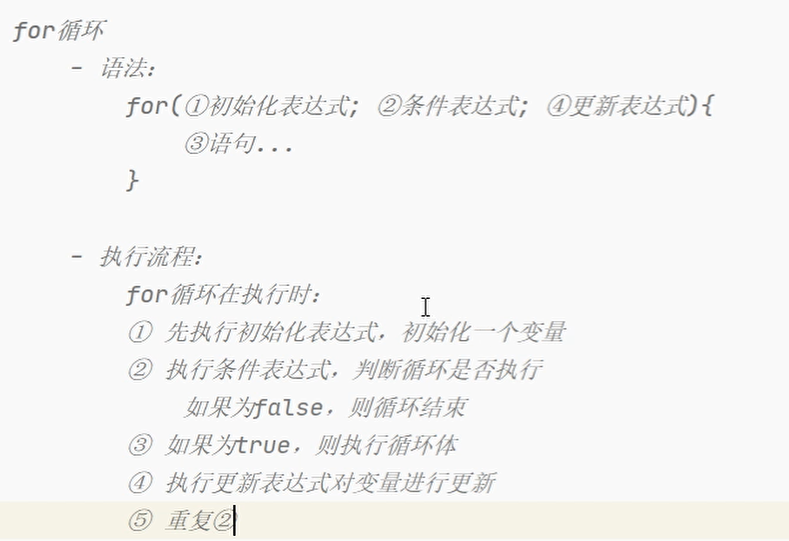 for循环
- 语法:
for(①初始化表达式; ②条件表达式; ④更新表达式){
③语句...
}
- 执行流程:
for循环在执行时:
① 先执行初始化表达式，初始化一个变量
② 执行条件表达式，判断循环是否执行
如果为false，则循环结束
③ 如果为true，则执行循环体
④ 执行更新表达式对变量进行更新
⑤ 重复②